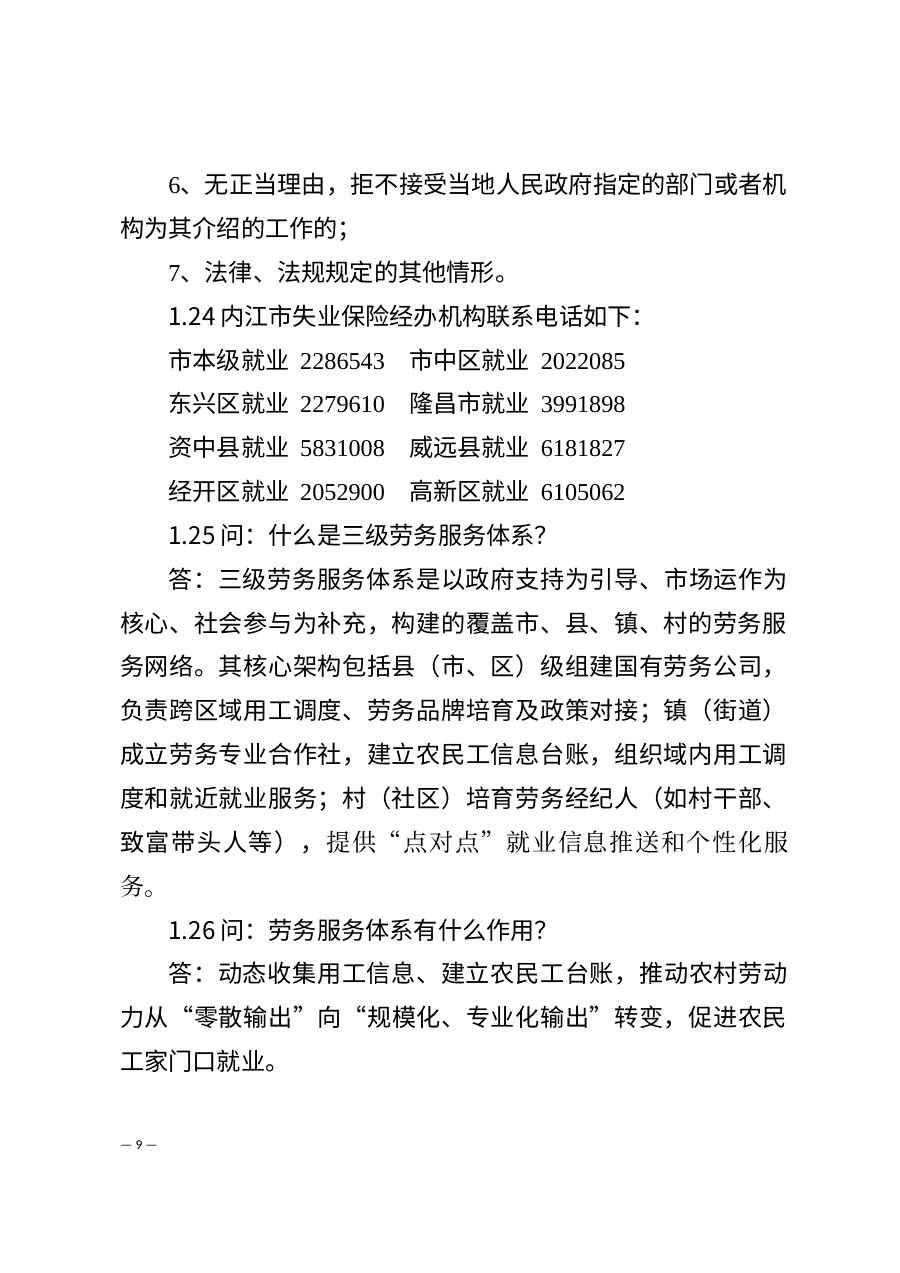 6、无正当理由，拒不接受当地人民政府指定的部门或者机
构为其介绍的工作的；
7、法律、法规规定的其他情形。
1.24 内江市失业保险经办机构联系电话如下：
市本级就业 2286543 市中区就业 2022085
东兴区就业 2279610 隆昌市就业 3991898
资中县就业 5831008 威远县就业 6181827
经开区就业 2052900 高新区就业 6105062
1.25 问：什么是三级劳务服务体系？
答：三级劳务服务体系是以政府支持为引导、市场运作为
核心、社会参与为补充，构建的覆盖市、县、镇、村的劳务服
务网络。其核心架构包括县（市、区）级组建国有劳务公司，
负责跨区域用工调度、劳务品牌培育及政策对接；镇（街道）
成立劳务专业合作社，建立农民工信息台账，组织域内用工调
度和就近就业服务；村（社区）培育劳务经纪人（如村干部、
致富带头人等），提供“点对点”就业信息推送和个性化服
务。
1.26 问：劳务服务体系有什么作用？
答：动态收集用工信息、建立农民工台账，推动农村劳动
力从“零散输出”向“规模化、专业化输出”转变，促进农民
工家门口就业。
— 9 —